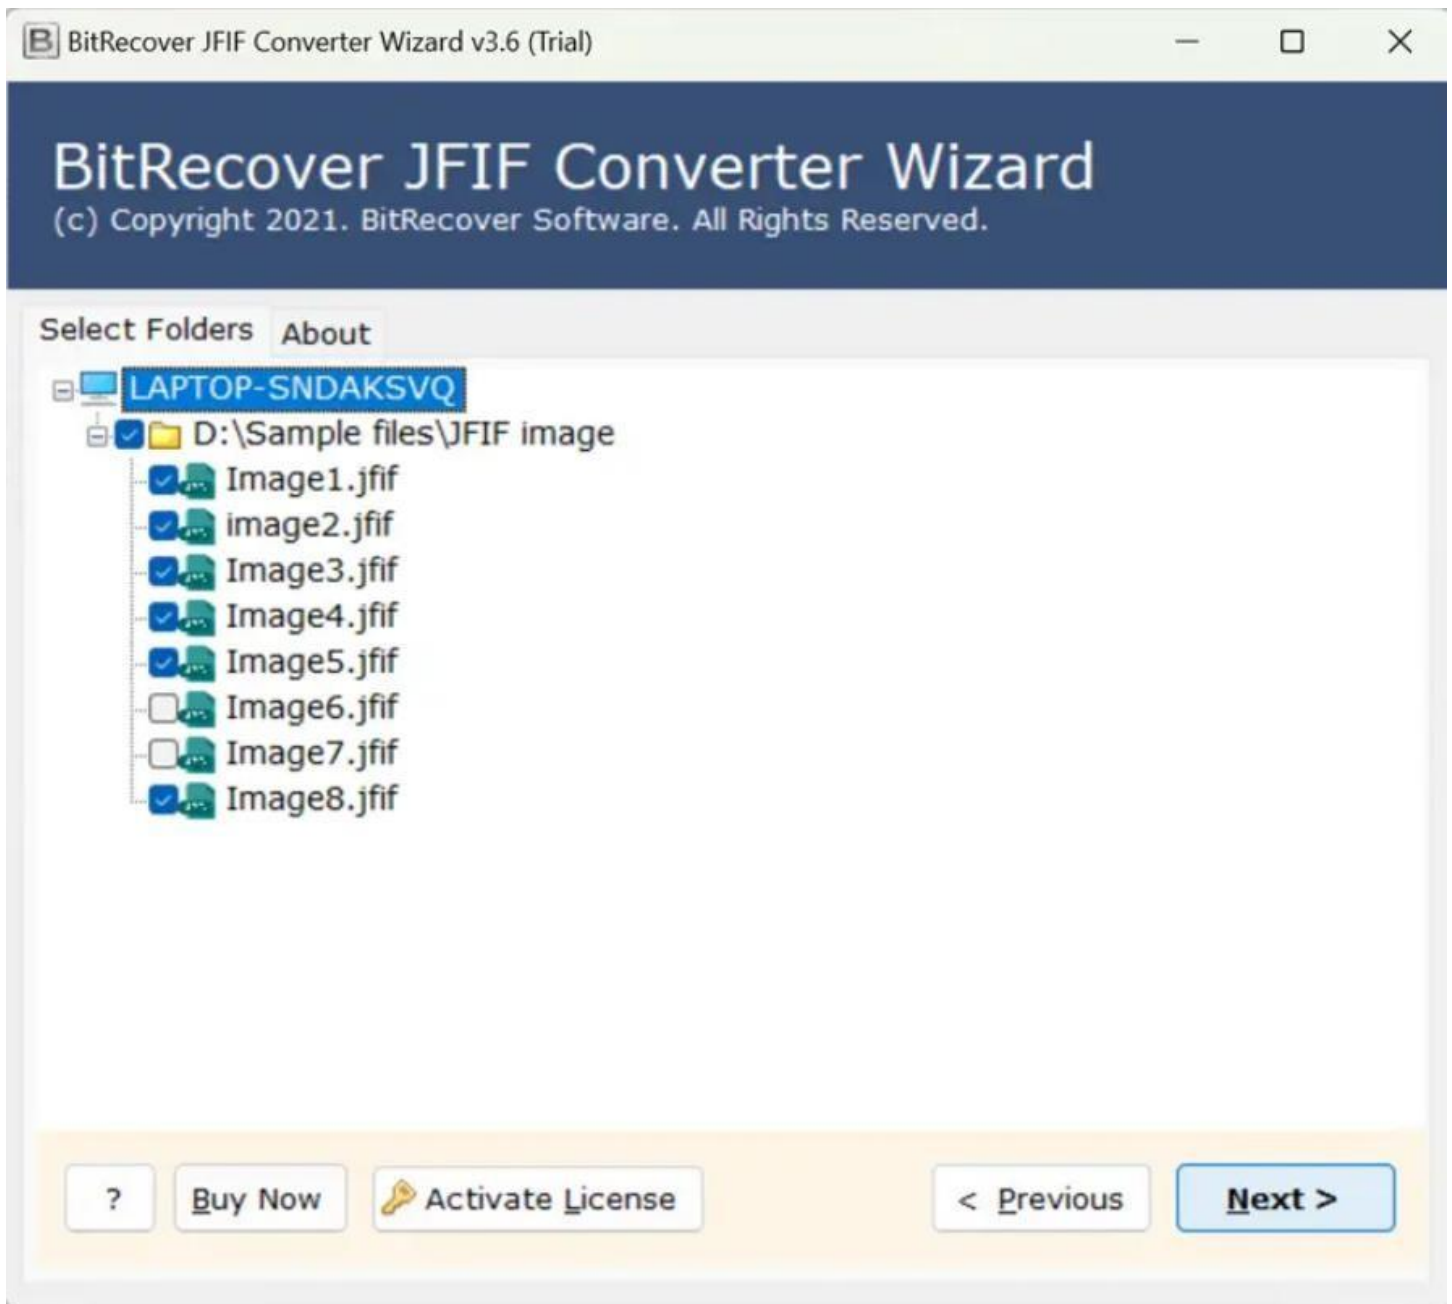 BitRecover JFIF Converter Wizard v3.6 (Trial)
BitRecover JFIF Converter Wizard
(c) Copyright 2021. BitRecover Software. All Rights Reserved.
Select Folders About
LAPTOP-SNDAKSVQ
D:\Sample files\JFIF image
Image1.jfif
image2.jfif
Image3.jfif
Image4.jfif
Image5.jfif
Image6.jfif
Image7.jfif
Image8.jfif
? Buy Now Activate License < Previous Next >